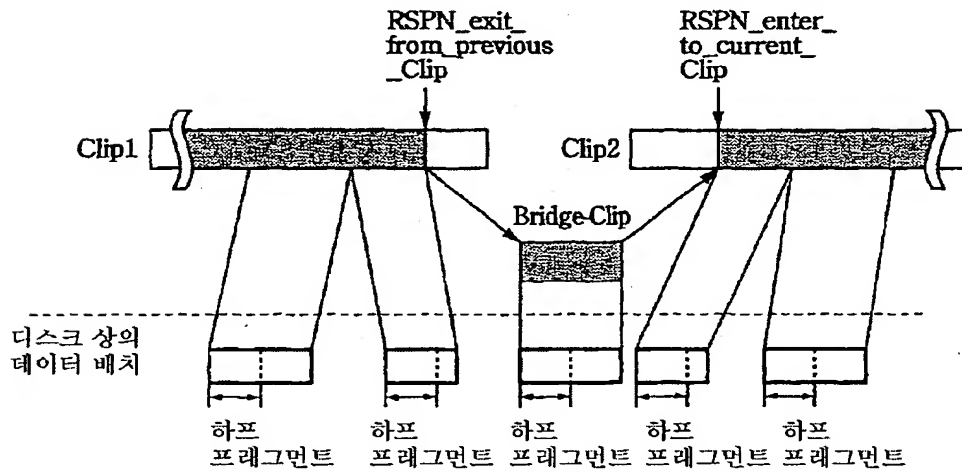 RSPN_exit_
from_previous
_Clip
RSPN_enter_
to_current_
Clip
Clip1
Clip2
Bridge-Clip
디스크 상의
데이터 배치
하프
프래그먼트
하프
프래그먼트
하프
프래그먼트
하프
프래그먼트
하프
프래그먼트